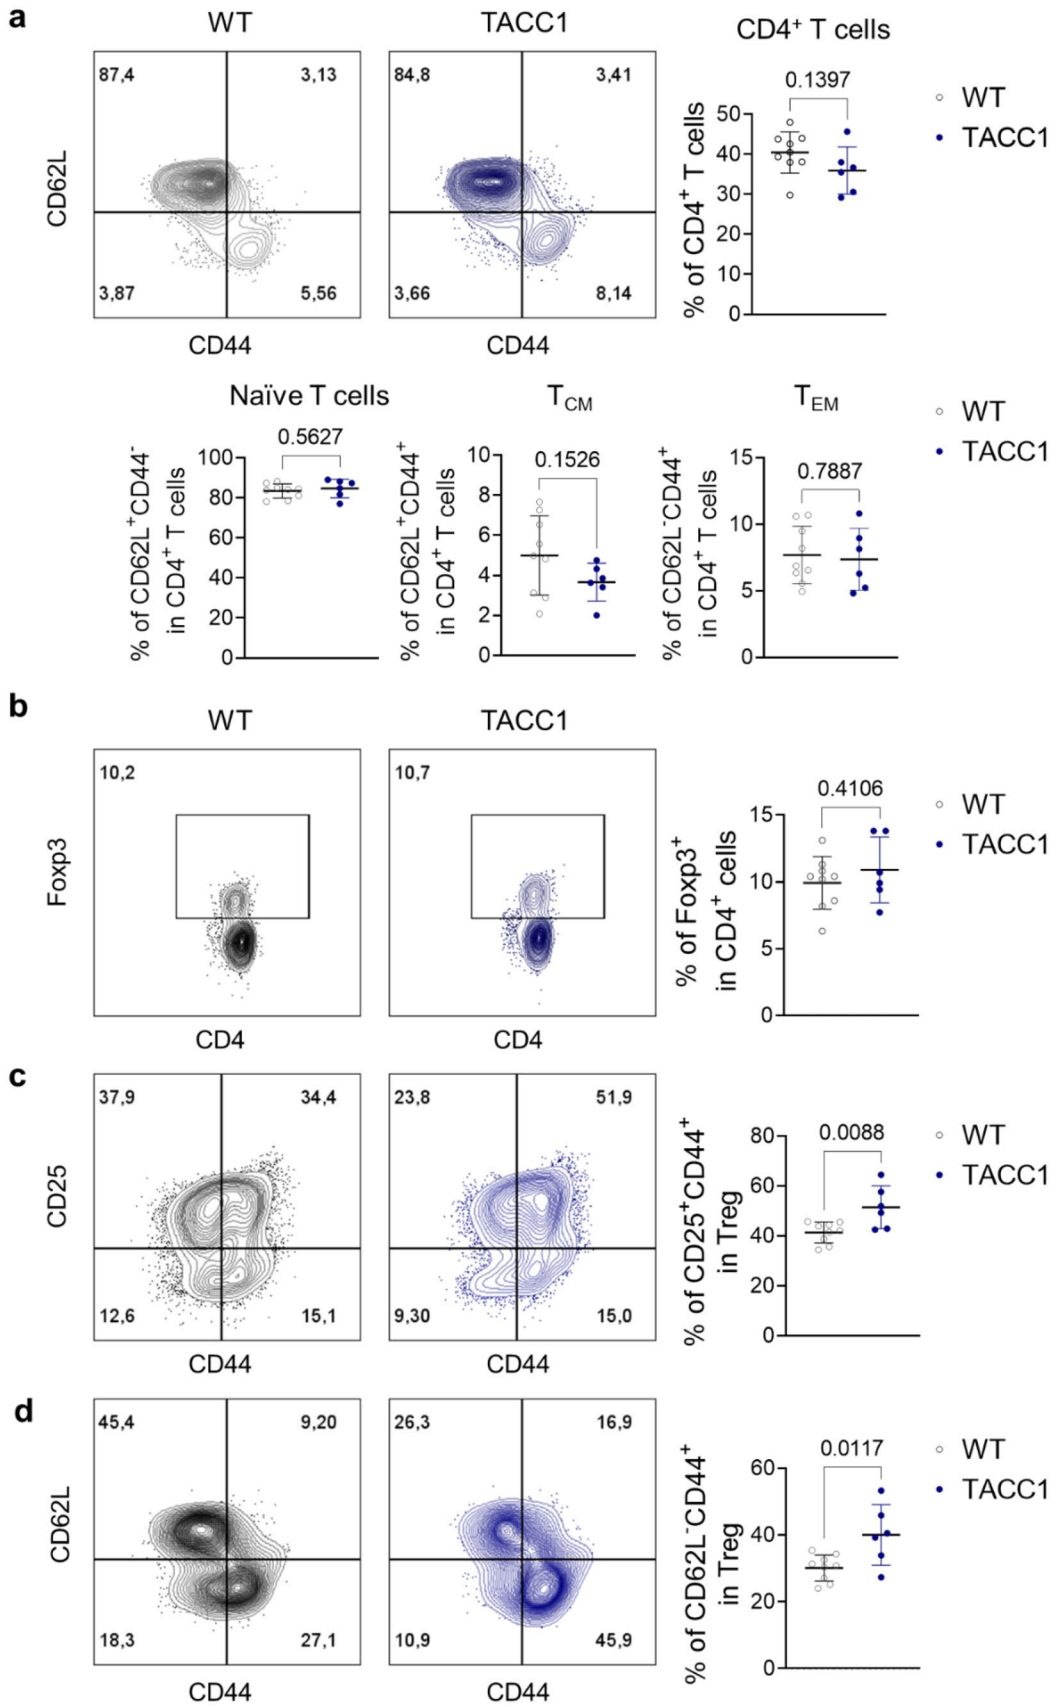 a
WT
TACC1
CD4+ T cells
87,4
3,13
84,8
3,41
3,87
5,56
3,66
8,14
CD62L
CD44
CD44
0.1397
% of CD4+ T cells
50
40
30
20
10
0
WT
TACC1
Naïve T cells
TCM
TEM
WT
TACC1
0.5627
% of CD62L+CD44-
in CD4+ T cells
100
80
60
40
20
0
0.1526
% of CD62L+CD44+
in CD4+ T cells
10
8
6
4
2
0
0.7887
% of CD62L-CD44+
in CD4+ T cells
15
10
5
0
b
WT
TACC1
10,2
10,7
Foxp3
CD4
CD4
0.4106
% of Foxp3+
in CD4+ cells
15
10
5
0
WT
TACC1
c
37,9
34,4
23,8
51,9
12,6
15,1
9,30
15,0
CD25
CD44
CD44
0.0088
% of CD25+CD44+
in Treg
80
60
40
20
0
WT
TACC1
d
45,4
9,20
26,3
16,9
18,3
27,1
10,9
45,9
CD62L
CD44
CD44
0.0117
% of CD62L-CD44+
in Treg
60
40
20
0
WT
TACC1